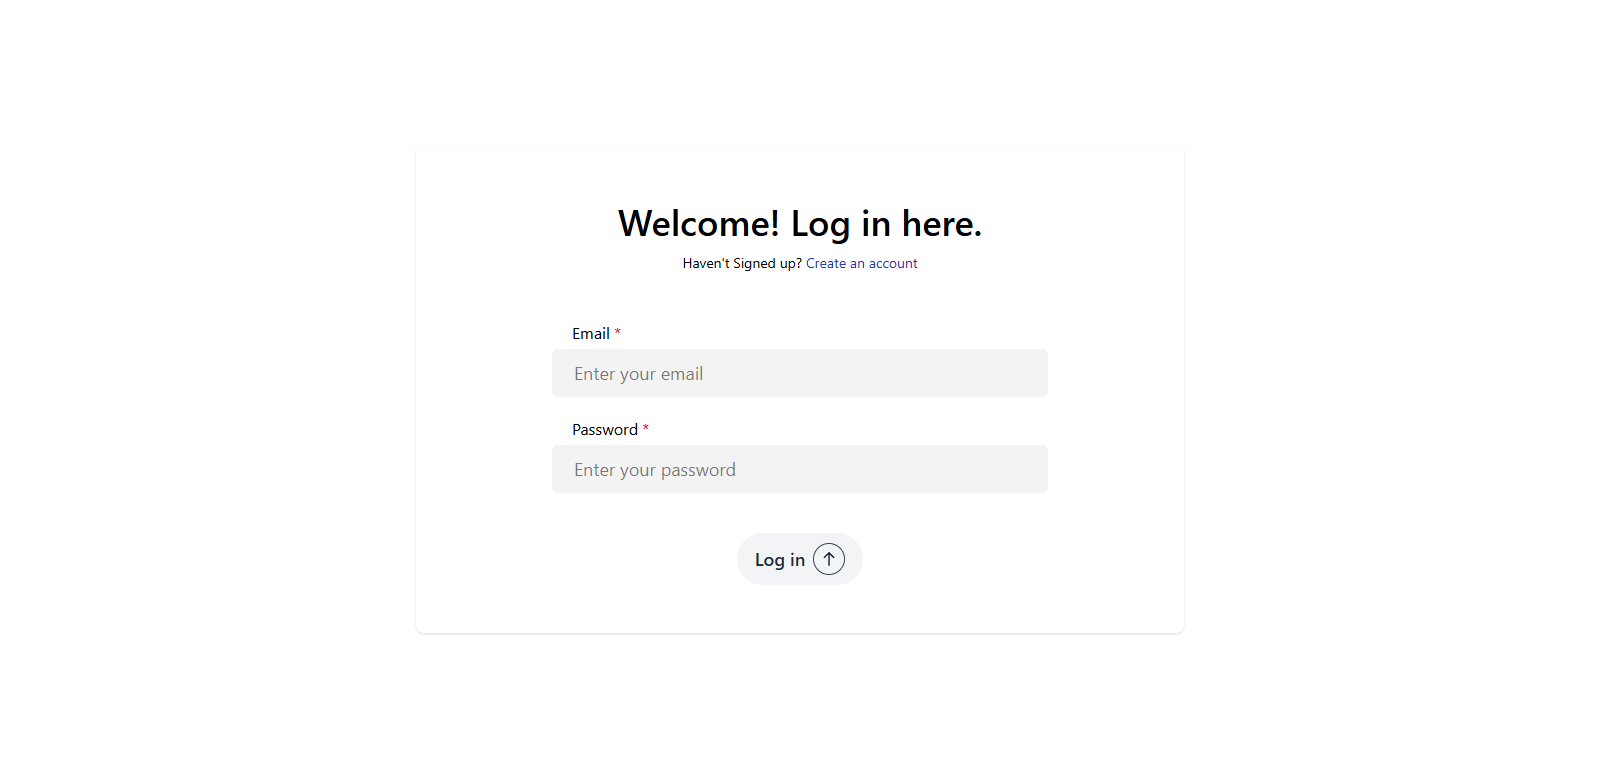 Welcome! Log in here.
Haven't Signed up? Create an account
Email *
Enter your email
Password *
Enter your password
Log in